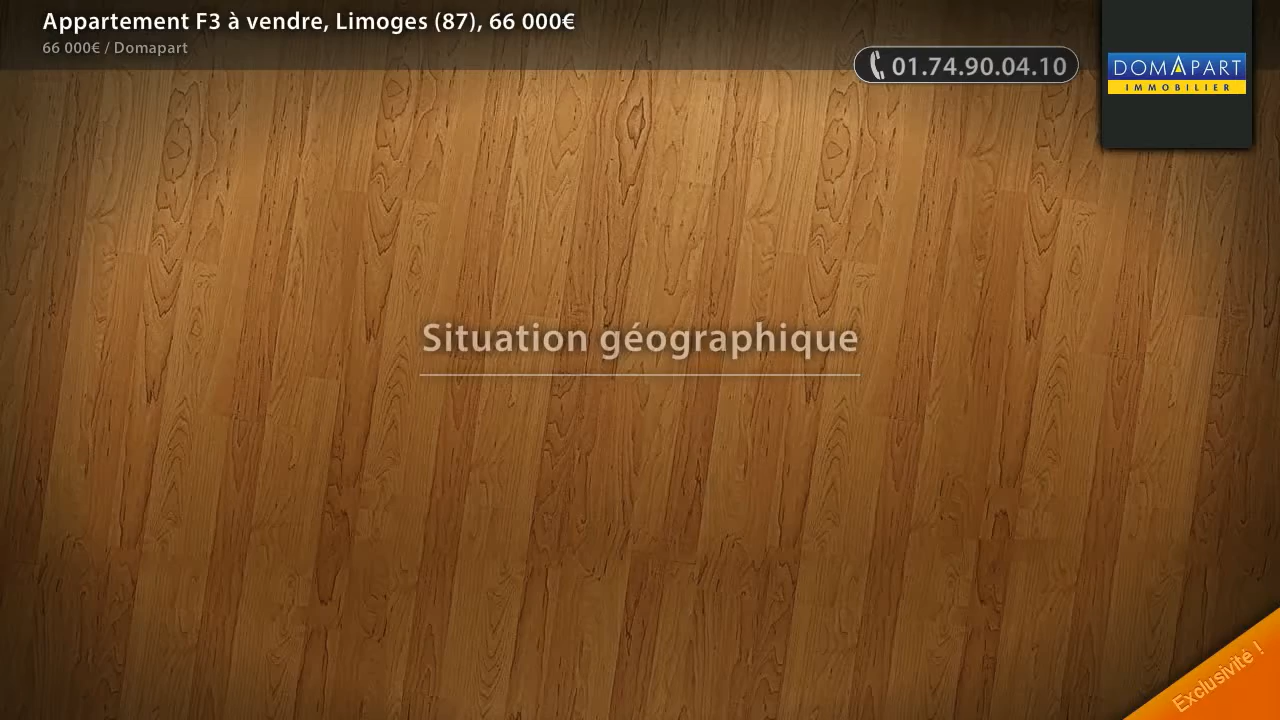 Appartement F3 à vendre, Limoges (87), 66 000€
66 000€ / Domapart
01.74.90.04.10
DOMAPART
IMMOBILIER
Situation géographique
Exclusivité !